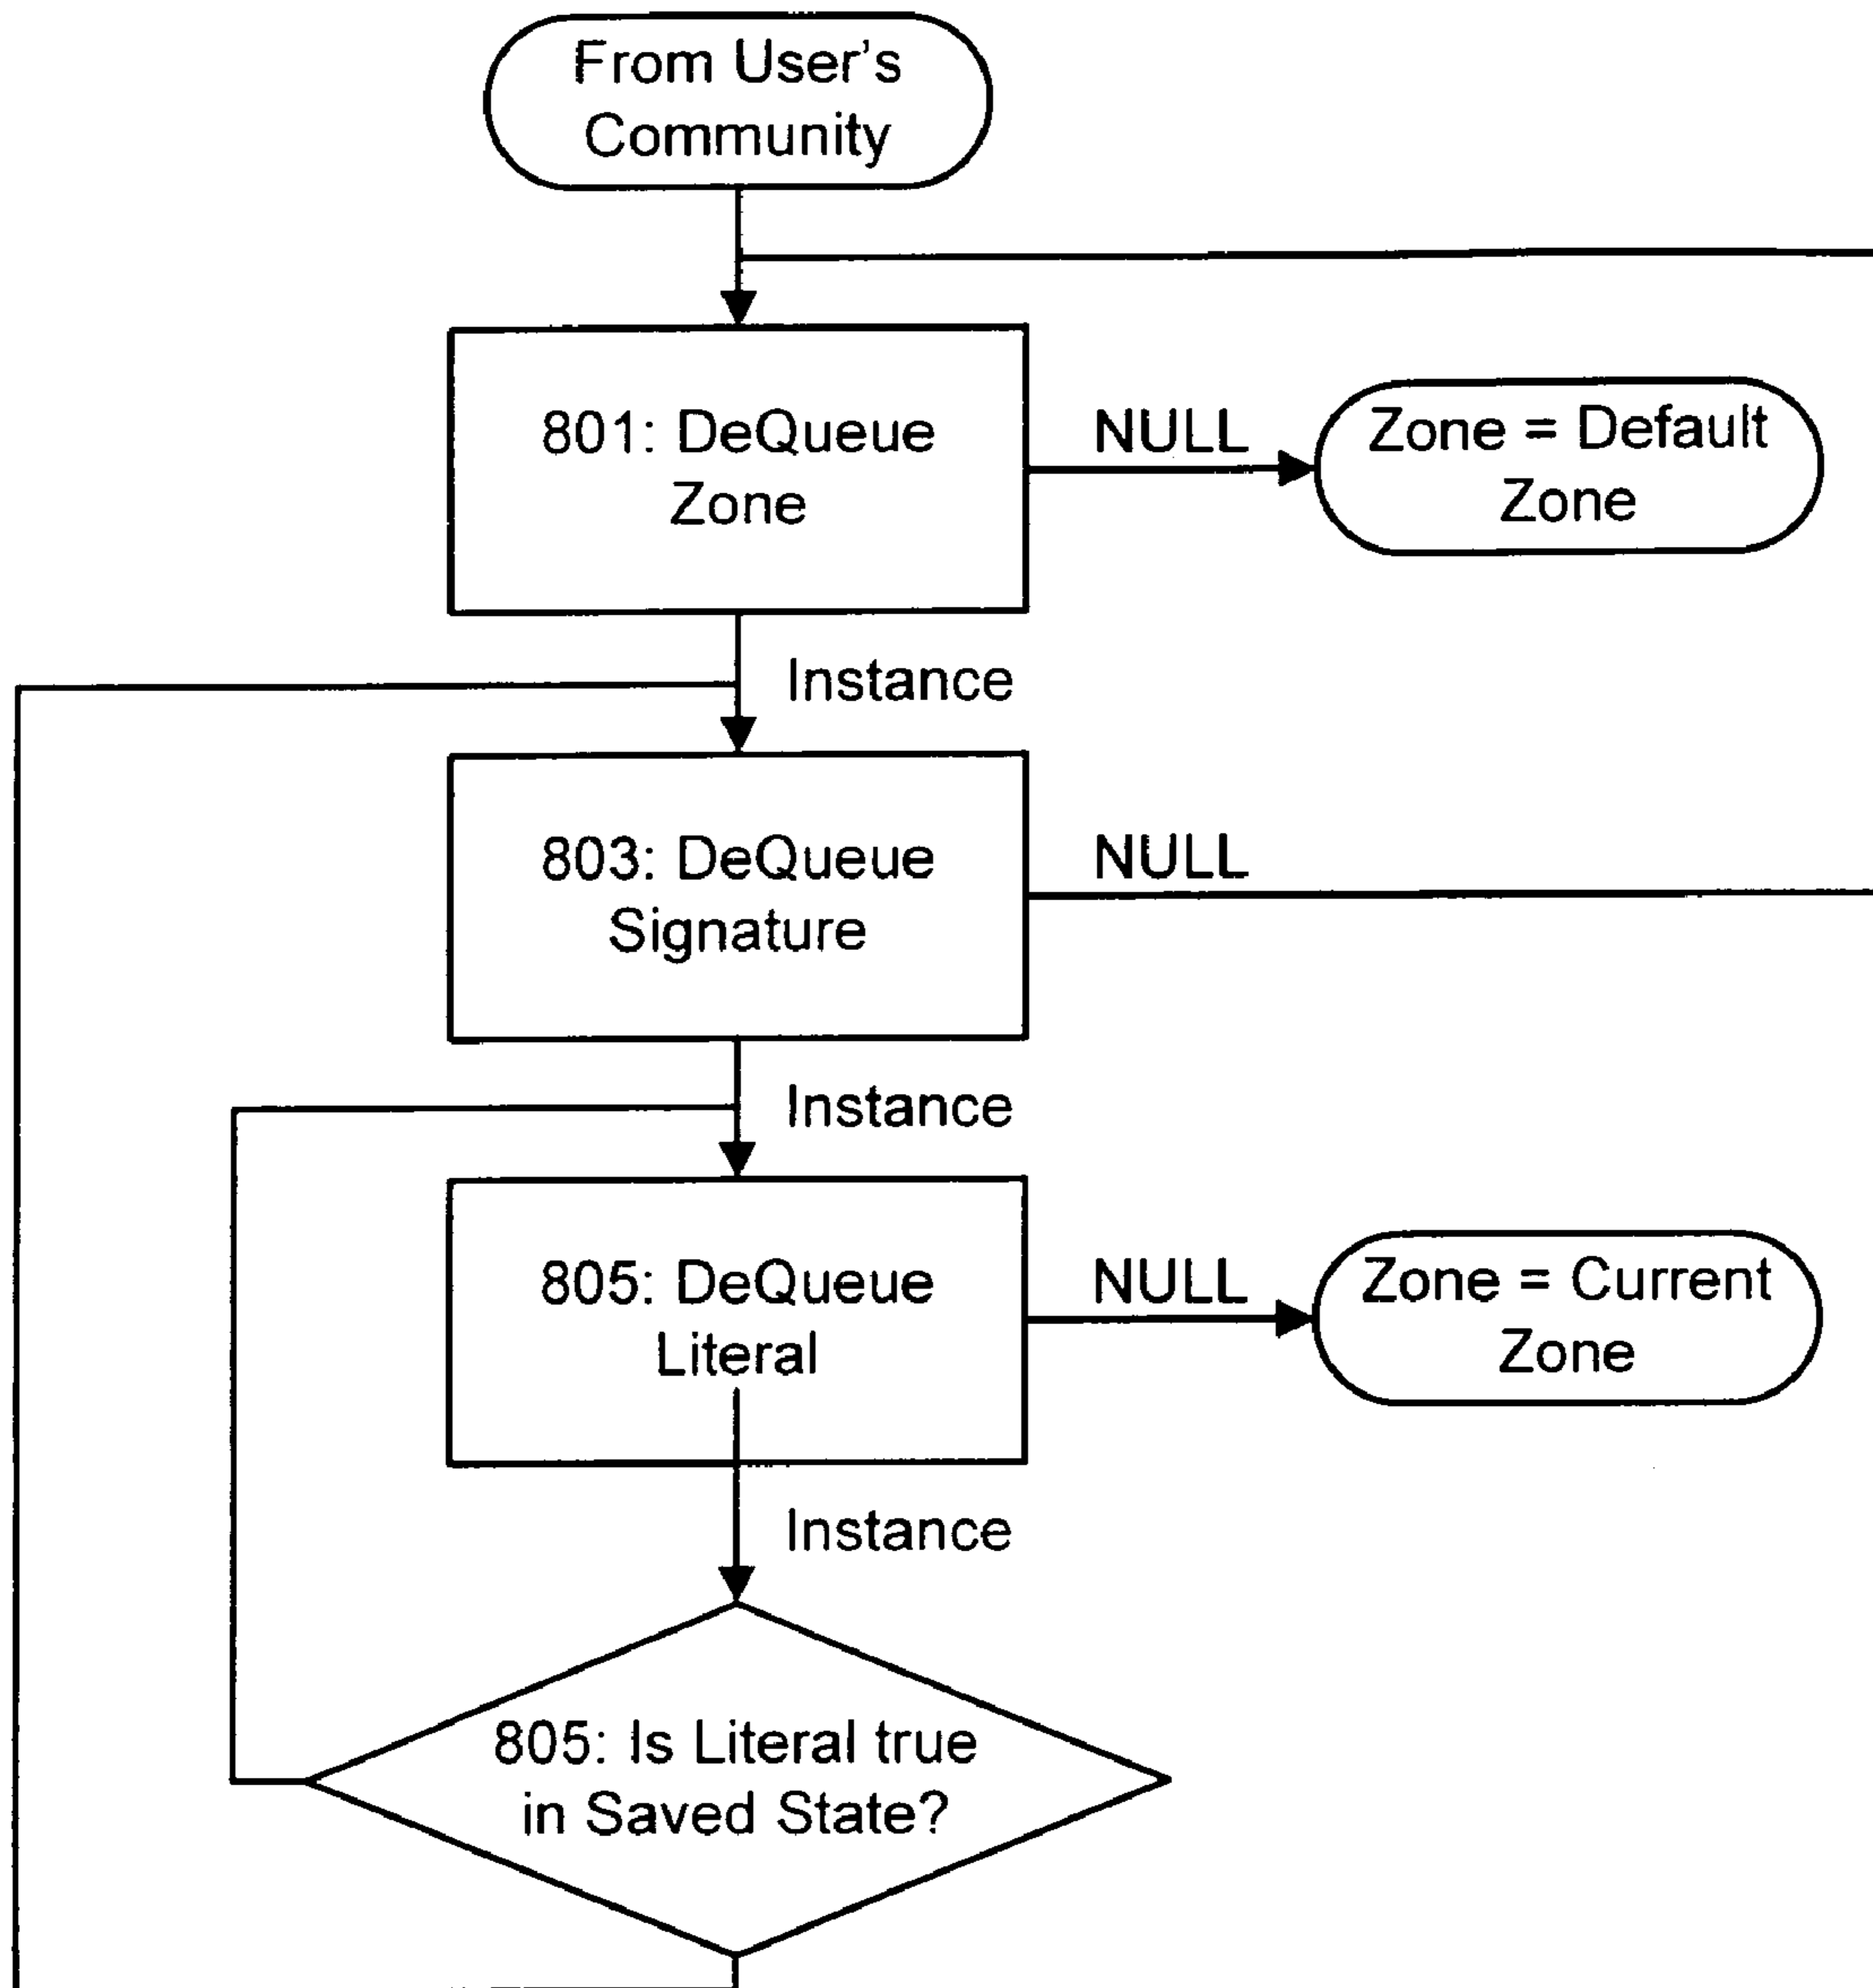 From User's
Community
801: DeQueue
Zone
NULL
Zone = Default
Zone
Instance
803: DeQueue
Signature
NULL
Instance
805: DeQueue
Literal
NULL
Zone = Current
Zone
Instance
805: Is Literal true
in Saved State?